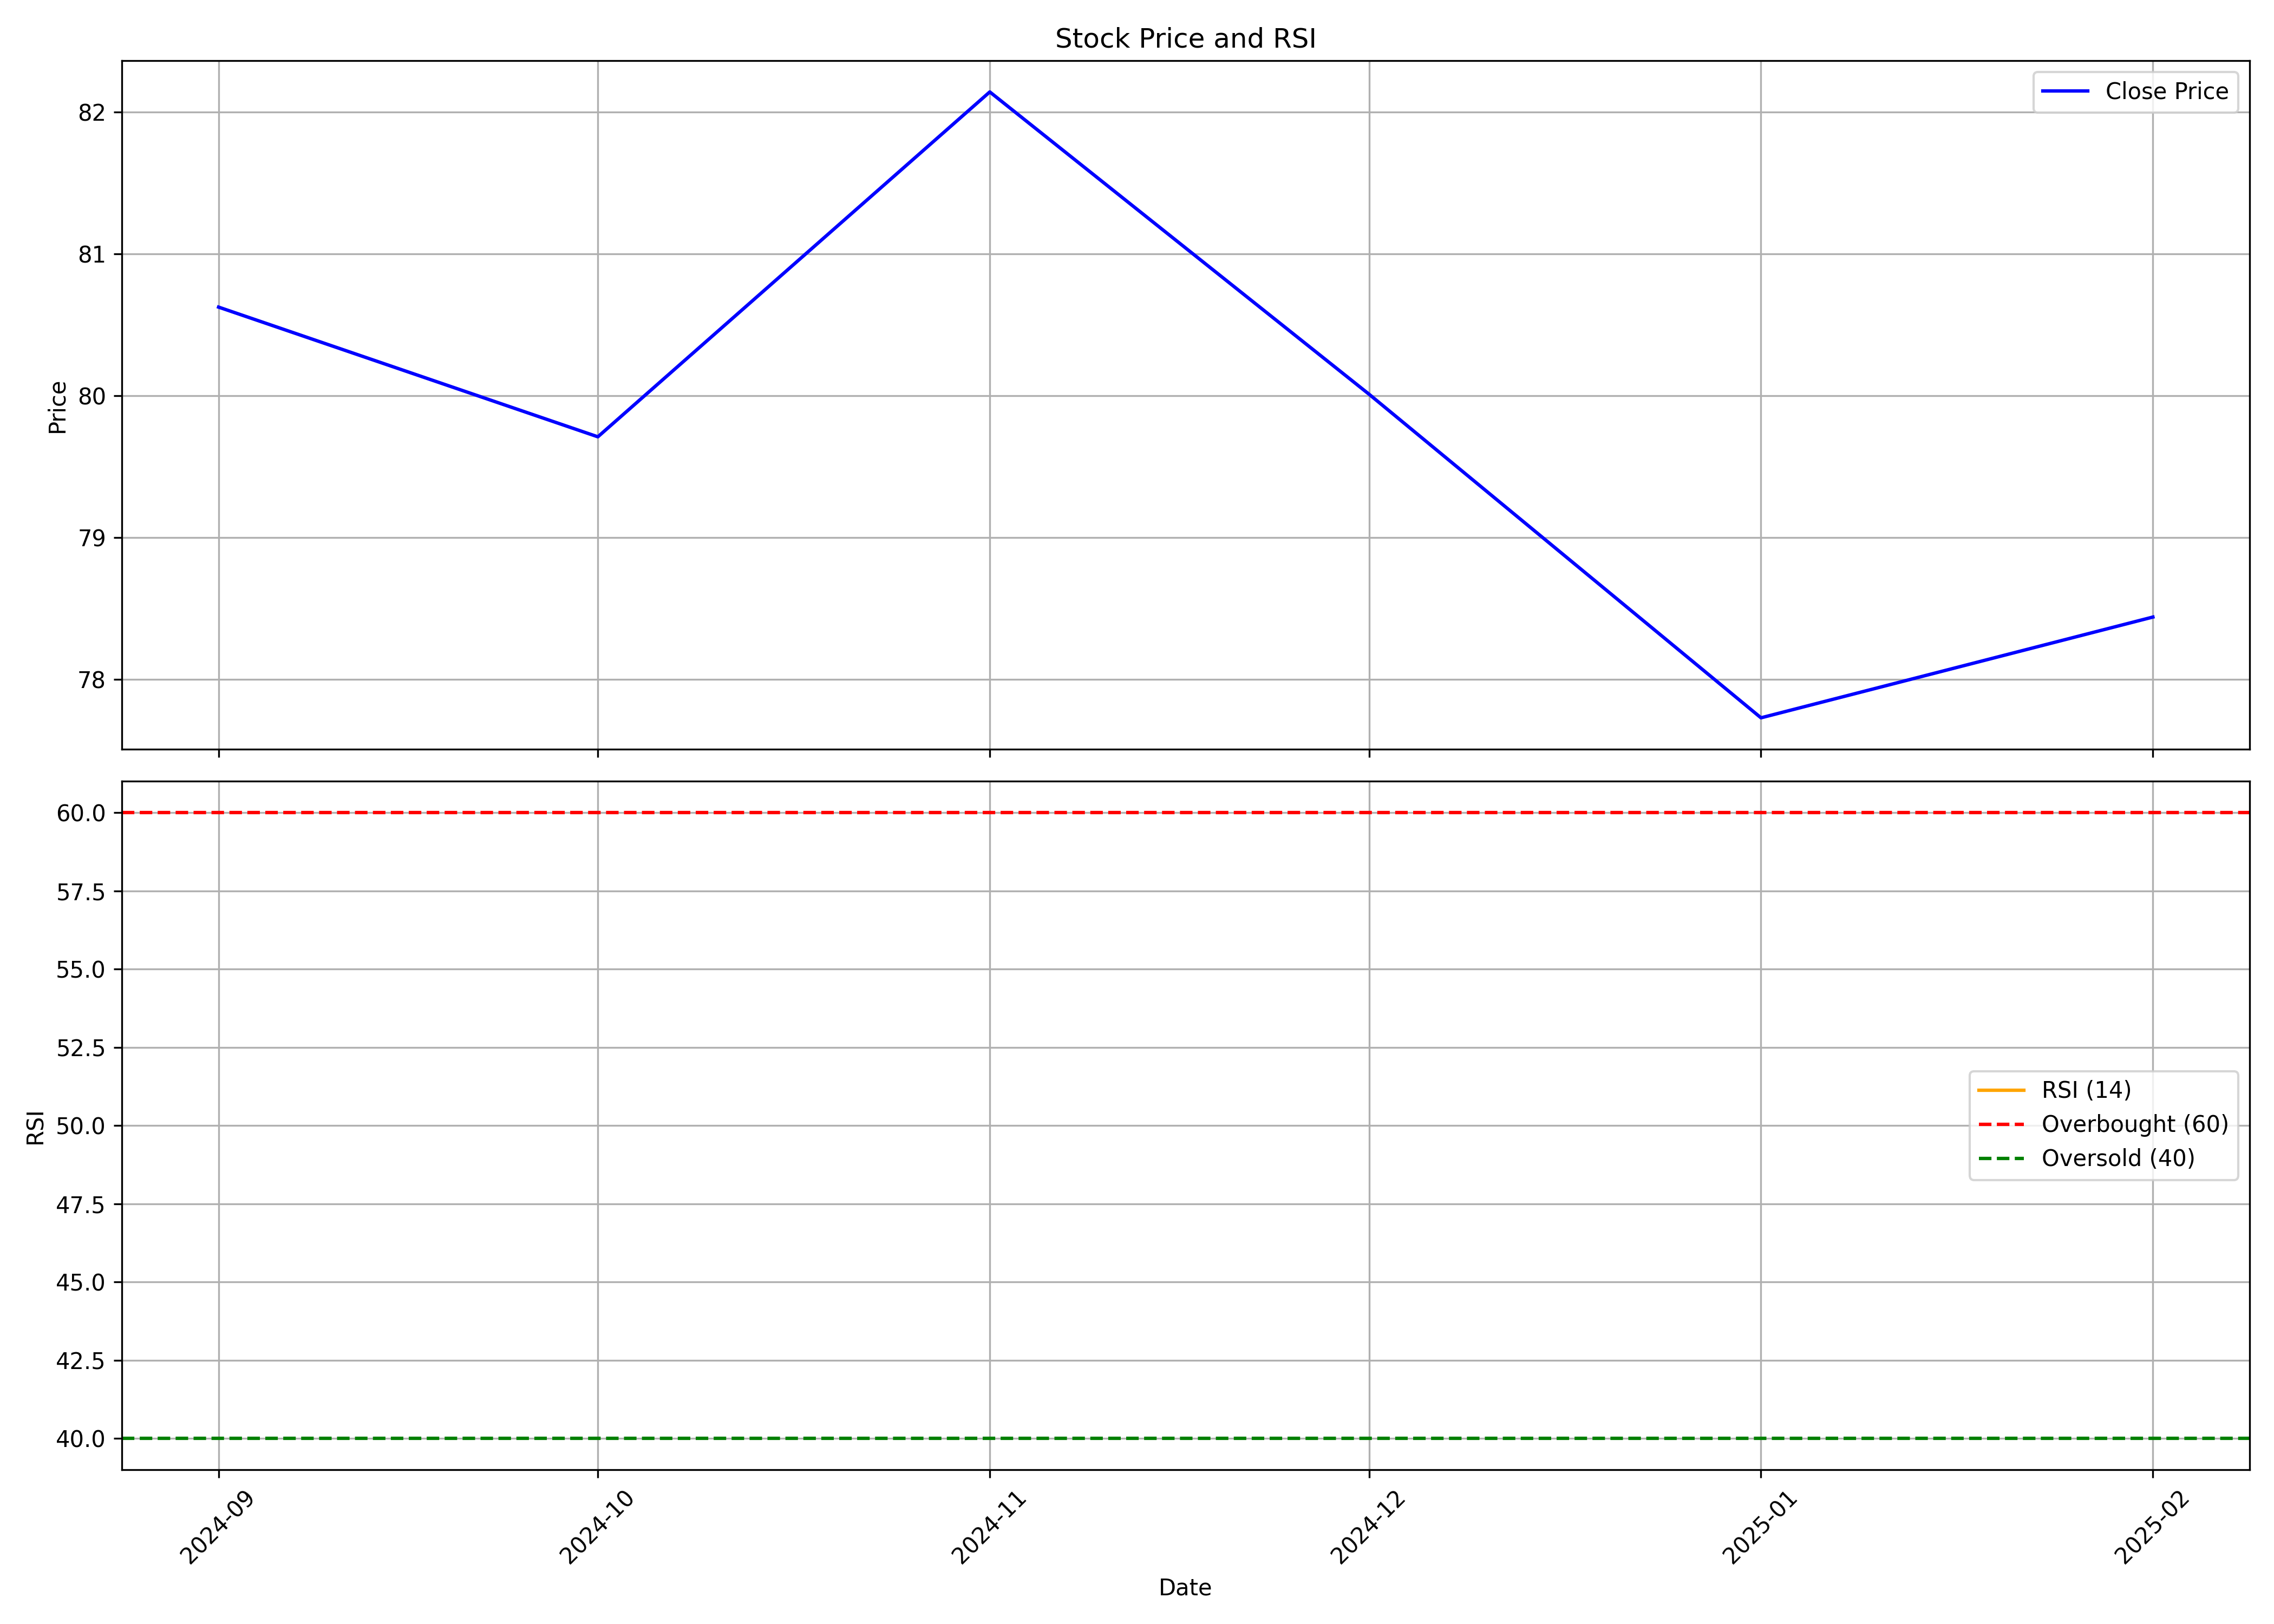 Stock Price and RSI
Close Price
Price
82
81
80
79
78
RSI
60.0
57.5
55.0
52.5
50.0
47.5
45.0
42.5
40.0
RSI (14)
Overbought (60)
Oversold (40)
2024-09
2024-10
2024-11
2024-12
2025-01
2025-02
Date